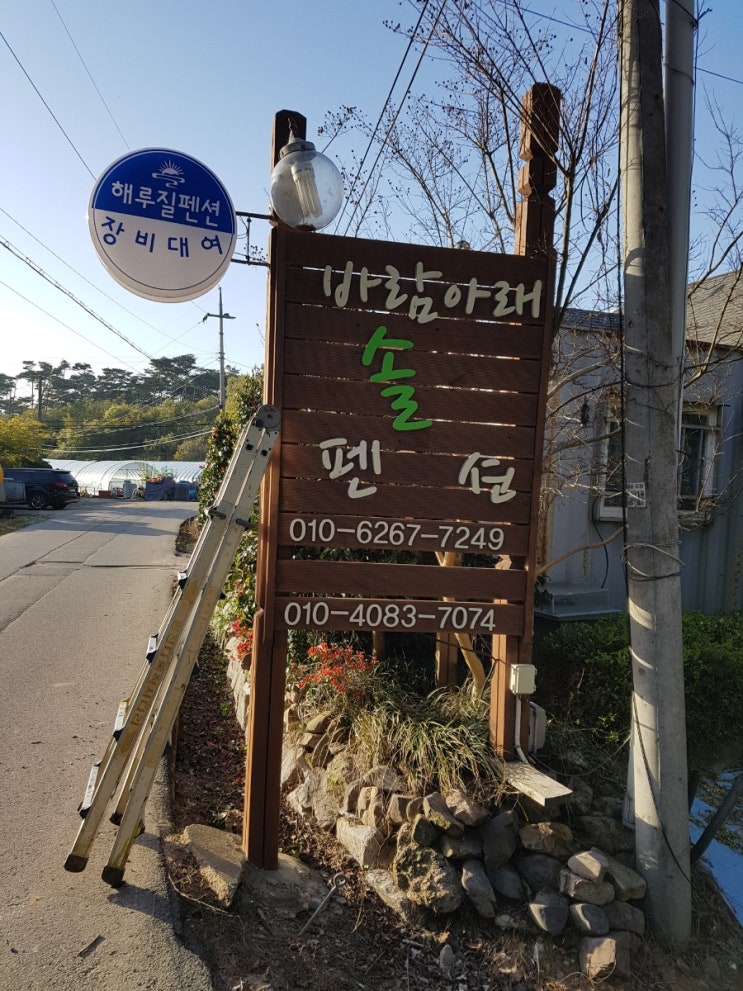 해루질펜션
장비대여
바람아래
솔
펜 션
010-6267-7249
010-4083-7074